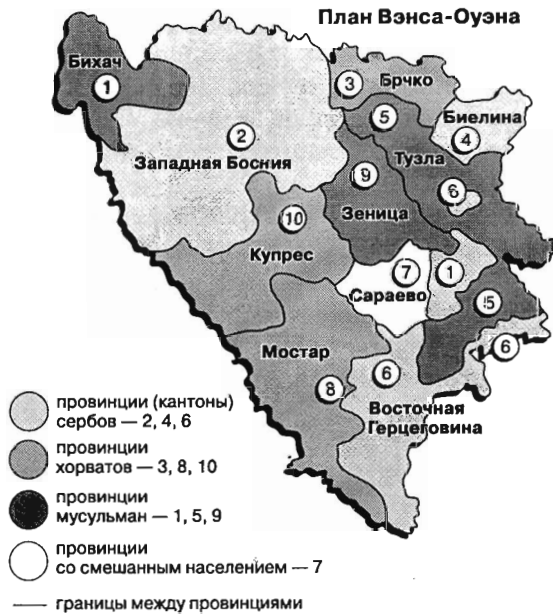 План Вэнса-Оуэна
Бихач
1
3
Брчко
5
Биелина
4
2
Западная Босния
Тузла
9
6
Зеница
10
Купрес
7
1
Сараево
5
6
Мостар
6
8
Восточная
Герцеговина
провинции (кантоны)
сербов — 2, 4, 6
провинции
хорватов — 3, 8, 10
провинции
мусульман — 1, 5, 9
провинции
со смешанным населением — 7
границы между провинциями